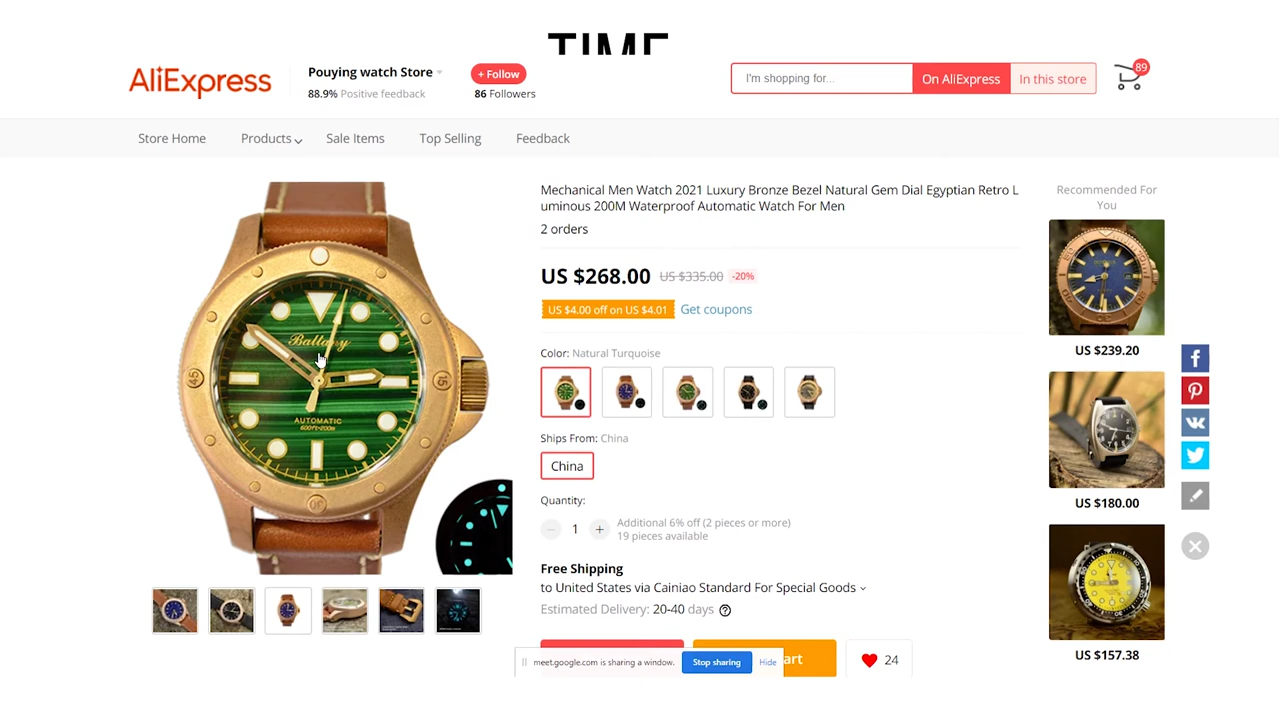 TIME
AliExpress
Pouying watch Store
88.9% Positive feedback
+ Follow
86 Followers
I'm shopping for...
On AliExpress
In this store
89
Store Home
Products
Sale Items
Top Selling
Feedback
Battany
AUTOMATIC
600ft=200m
45
15
Mechanical Men Watch 2021 Luxury Bronze Bezel Natural Gem Dial Egyptian Retro L
uminous 200M Waterproof Automatic Watch For Men
2 orders
US $268.00 US $335.00 -20%
US $4.00 off on US $4.01 Get coupons
Color: Natural Turquoise
Ships From: China
China
Quantity:
1
Additional 6% off (2 pieces or more)
19 pieces available
Free Shipping
to United States via Cainiao Standard For Special Goods
Estimated Delivery: 20-40 days
art
24
meet.google.com is sharing a window.
Stop sharing
Hide
Recommended For
You
US $239.20
US $180.00
US $157.38